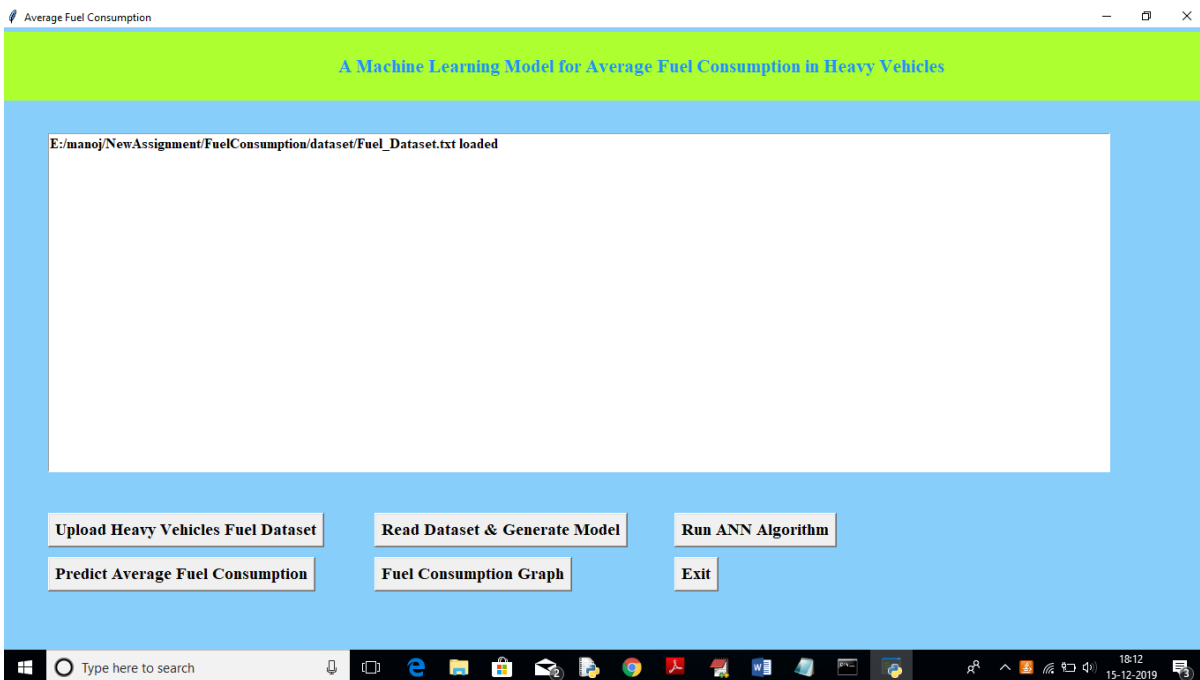 Average Fuel Consumption
A Machine Learning Model for Average Fuel Consumption in Heavy Vehicles
E:/manoj/NewAssignment/FuelConsumption/dataset/Fuel_Dataset.txt loaded
Upload Heavy Vehicles Fuel Dataset
Read Dataset & Generate Model
Run ANN Algorithm
Predict Average Fuel Consumption
Fuel Consumption Graph
Exit
Type here to search
2
18:12
15-12-2019
3